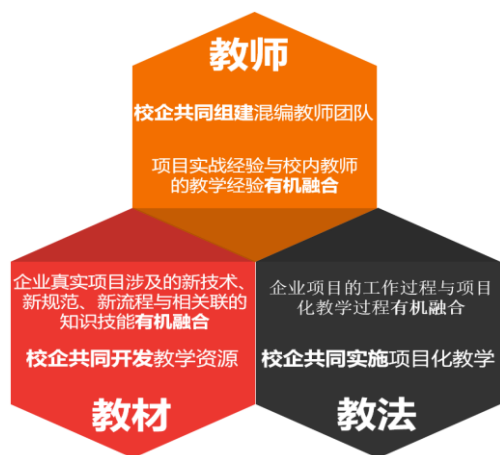 教师
校企共同组建混编教师团队
项目实战经验与校内教师
的教学经验有机融合
企业真实项目涉及的新技术、
新规范、新流程与相关联的
知识技能有机融合
校企共同开发教学资源
教材
企业项目的工作过程与项目
化教学过程有机融合
校企共同实施项目化教学
教法